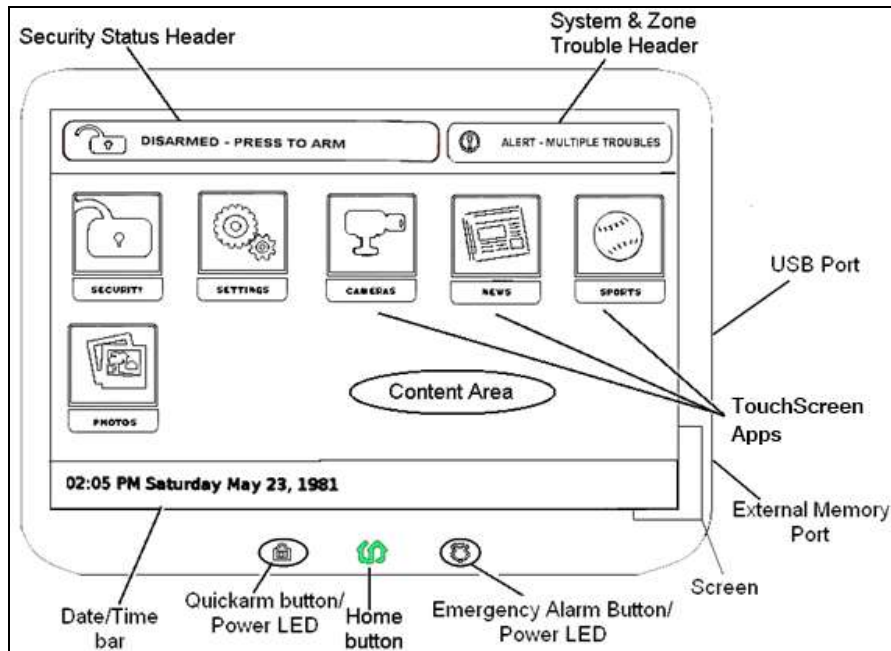 Security Status Header
System & Zone
Trouble Header
DISARMED - PRESS TO ARM
ALERT - MULTIPLE TROUBLES
SECURITY
SETTINGS
CAMERAS
NEWS
SPORTS
USB Port
PHOTOS
Content Area
TouchScreen
Apps
02:05 PM Saturday May 23, 1981
External Memory
Port
Screen
Date/Time
bar
Quickarm button/
Power LED
Home
button
Emergency Alarm Button/
Power LED